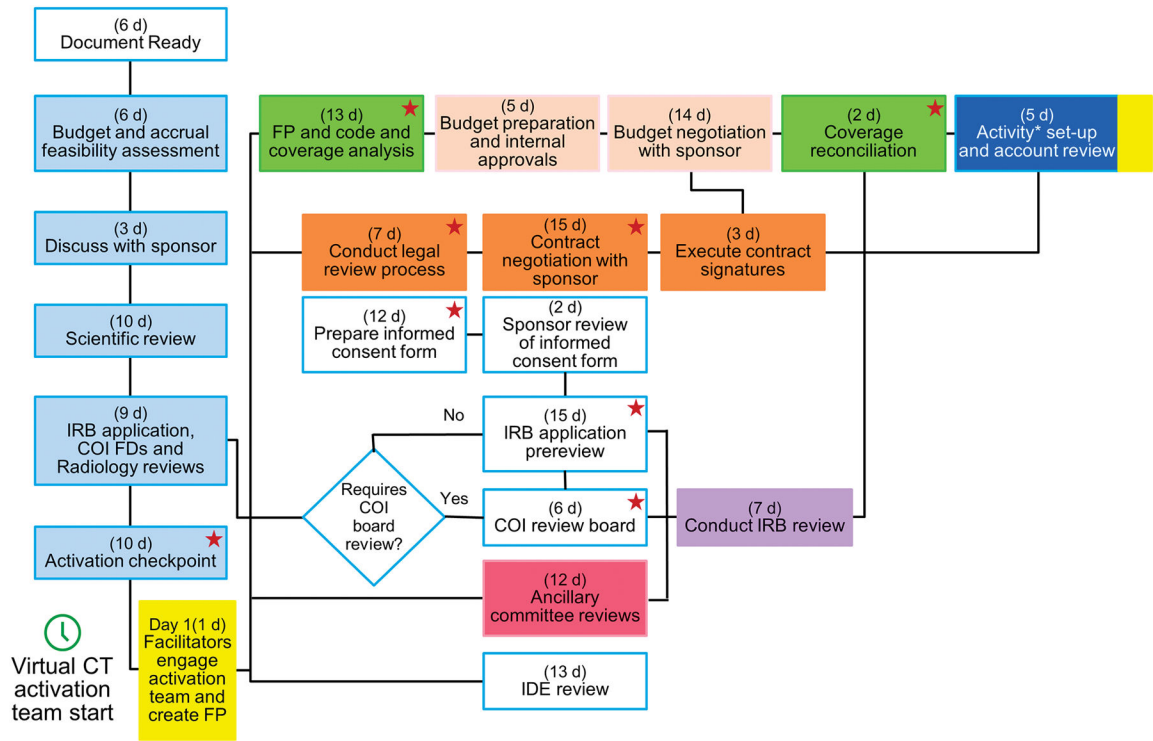 (6 d)
Document Ready
(6 d)
Budget and accrual
feasibility assessment
(3 d)
Discuss with sponsor
(10 d)
Scientific review
(9 d)
IRB application,
COI FDs and
Radiology reviews
(10 d)
Activation checkpoint
Virtual CT
activation
team start
Day 1(1 d)
Facilitators
engage
activation
team and
create FP
(13 d)
FP and code and
coverage analysis
(5 d)
Budget preparation
and internal
approvals
(14 d)
Budget negotiation
with sponsor
(2 d)
Coverage
reconciliation
(5 d)
Activity* set-up
and account review
(7 d)
Conduct legal
review process
(15 d)
Contract
negotiation with
sponsor
(3 d)
Execute contract
signatures
(12 d)
Prepare informed
consent form
(2 d)
Sponsor review
of informed
consent form
No
(15 d)
IRB application
prereview
Requires
COI
board
review?
Yes
(6 d)
COI review board
(7 d)
Conduct IRB review
(12 d)
Ancillary
committee reviews
(13 d)
IDE review